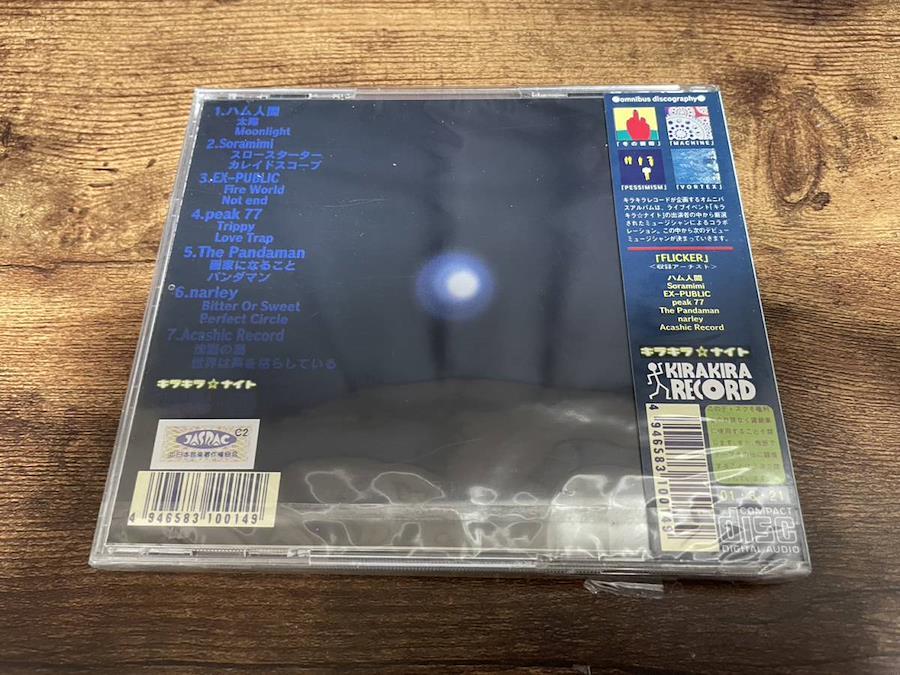 1.ハム人間
太陽
Moonlight
2.Soramimi
スロースターター
カレイドスコープ
3.EX-PUBLIC
Fire World
Not end
4.peak 77
Trippy
Love Trap
5.The Pandaman
画家になること
パンダマン
6.narley
Bitter Or Sweet
Perfect Circle
7.Acashic Record
世界は声を枯らしている
キラキラ☆ナイト
JASRAC
C2
4 946583 100149
omnibus discography
「MACHINE」
「PESSIMISM」
「VORTEX」
キラキラレコードが企画するオムニバ
スアルバムは、ライブイベント「キラ
キラ☆ナイト」の出演者の中から厳選
されたミュージシャンによるコラボ
レーション。この中から次のデビュー
ミュージシャンが決まっていきます。
「FLICKER」
<収録アーチスト>
ハム人間
Soramimi
EX-PUBLIC
peak 77
The Pandaman
narley
Acashic Record
キラキラ☆ナイト
KIRAKIRA
RECORD
4 946583 100149
COMPACT
disc
DIGITAL AUDIO